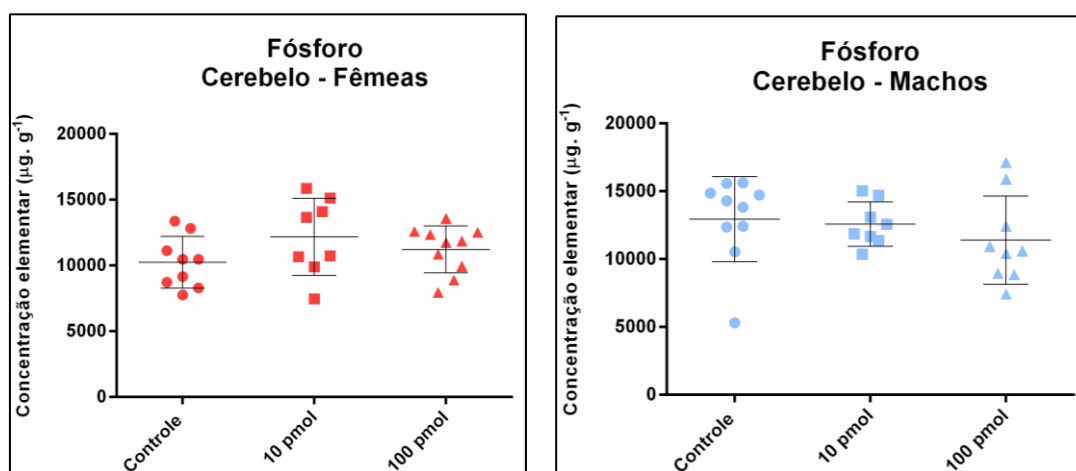 Fósforo
Cerebelo - Fêmeas
Concentração elementar (µg. g⁻¹)
20000
15000
10000
5000
0
Controle
10 pmol
100 pmol
Fósforo
Cerebelo - Machos
Concentração elementar (µg. g⁻¹)
20000
15000
10000
5000
0
Controle
10 pmol
100 pmol